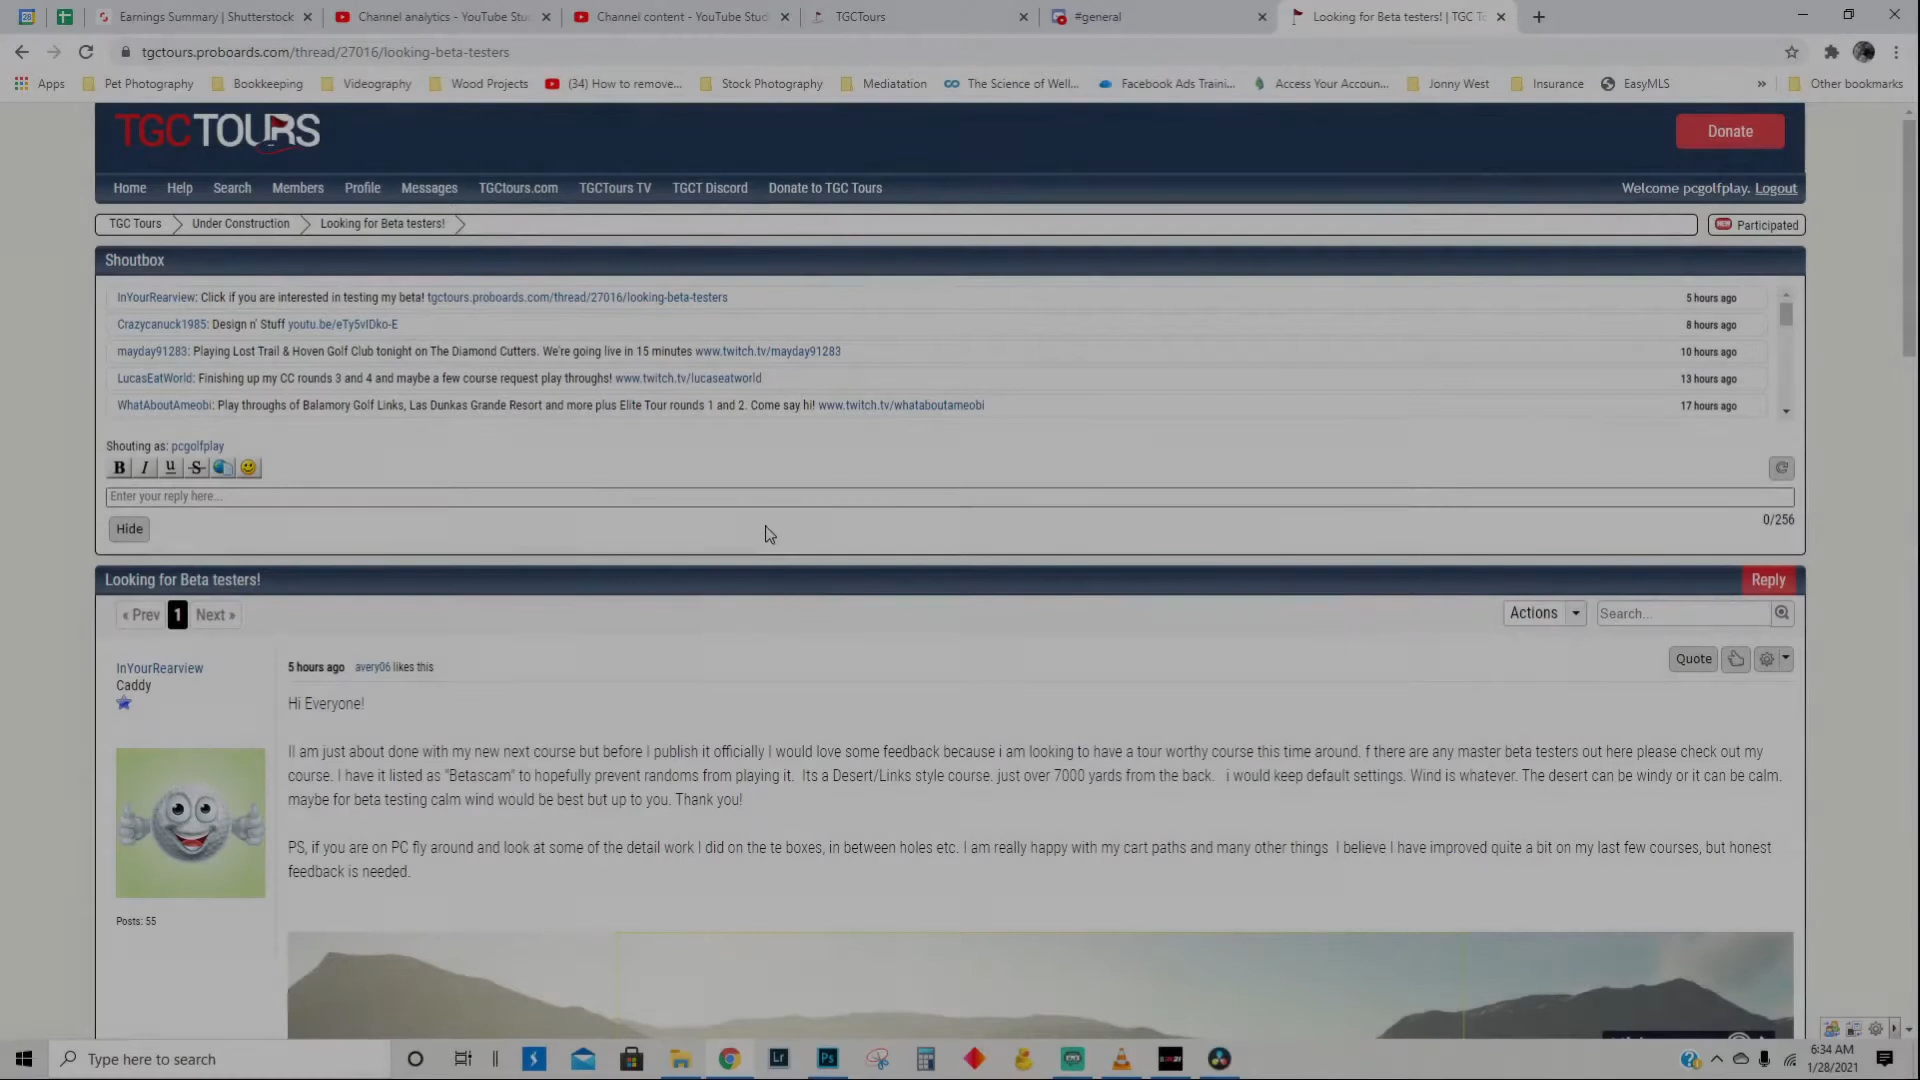 Earnings Summary | Shutterstock
Channel analytics - YouTube Stu
Channel content - YouTube Stud
TGCTours
#general
Looking for Beta testers! | TGC To
tgctours.proboards.com/thread/27016/looking-beta-testers
Apps
Pet Photography
Bookkeeping
Videography
Wood Projects
(34) How to remove...
Stock Photography
Mediatation
The Science of Well...
Facebook Ads Traini...
Access Your Accoun...
Jonny West
Insurance
EasyMLS
»
Other bookmarks
TGCTOURS
Donate
Home
Help
Search
Members
Profile
Messages
TGCtours.com
TGCTours TV
TGCT Discord
Donate to TGC Tours
Welcome pcgolfplay. Logout
TGC Tours
Under Construction
Looking for Beta testers!
Participated
Shoutbox
InYourRearview: Click if you are interested in testing my beta! tgctours.proboards.com/thread/27016/looking-beta-testers
5 hours ago
Crazycanuck1985: Design n' Stuff youtu.be/eTy5vIDko-E
8 hours ago
mayday91283: Playing Lost Trail & Hoven Golf Club tonight on The Diamond Cutters. We're going live in 15 minutes www.twitch.tv/mayday91283
10 hours ago
LucasEatWorld: Finishing up my CC rounds 3 and 4 and maybe a few course request play throughs! www.twitch.tv/lucaseatworld
13 hours ago
WhatAboutAmeobi: Play throughs of Balamory Golf Links, Las Dunkas Grande Resort and more plus Elite Tour rounds 1 and 2. Come say hi! www.twitch.tv/whataboutameobi
17 hours ago
Shouting as: pcgolfplay
B I u S
Enter your reply here...
0/256
Hide
Looking for Beta testers!
Reply
« Prev 1 Next »
Actions
Search...
InYourRearview
Caddy
5 hours ago avery06 likes this
Quote
Hi Everyone!
II am just about done with my new next course but before I publish it officially I would love some feedback because i am looking to have a tour worthy course this time around. f there are any master beta testers out here please check out my
course. I have it listed as "Betascam" to hopefully prevent randoms from playing it. Its a Desert/Links style course. just over 7000 yards from the back. i would keep default settings. Wind is whatever. The desert can be windy or it can be calm.
maybe for beta testing calm wind would be best but up to you. Thank you!
PS, if you are on PC fly around and look at some of the detail work I did on the te boxes, in between holes etc. I am really happy with my cart paths and many other things I believe I have improved quite a bit on my last few courses, but honest
feedback is needed.
Posts: 55
Type here to search
Lr
Ps
6:34 AM
1/28/2021